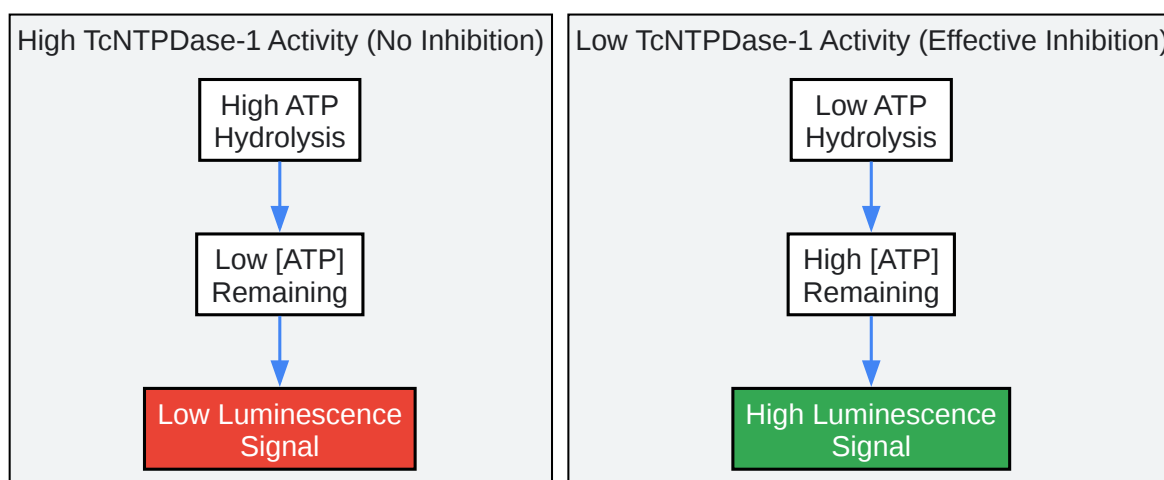 High TcNTPDase-1 Activity (No Inhibition)
High ATP
Hydrolysis
Low [ATP]
Remaining
Low Luminescence
Signal
Low TcNTPDase-1 Activity (Effective Inhibition)
Low ATP
Hydrolysis
High [ATP]
Remaining
High Luminescence
Signal